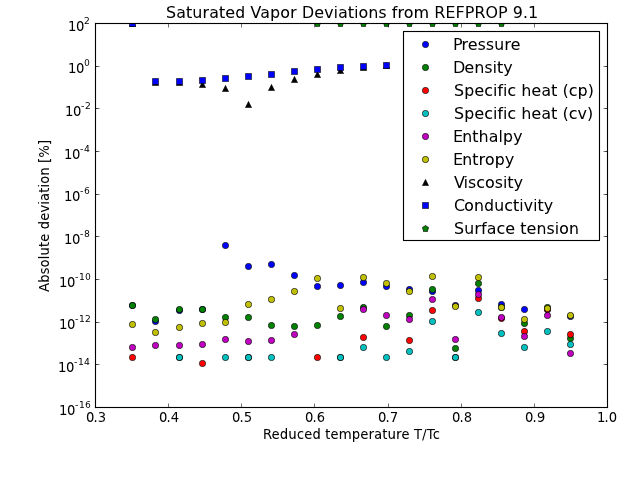 Saturated Vapor Deviations from REFPROP 9.1
10^2
10^0
10^-2
10^-4
10^-6
10^-8
10^-10
10^-12
10^-14
10^-16
Absolute deviation [%]
Pressure
Density
Specific heat (cp)
Specific heat (cv)
Enthalpy
Entropy
Viscosity
Conductivity
Surface tension
0.3 0.4 0.5 0.6 0.7 0.8 0.9 1.0
Reduced temperature T/Tc